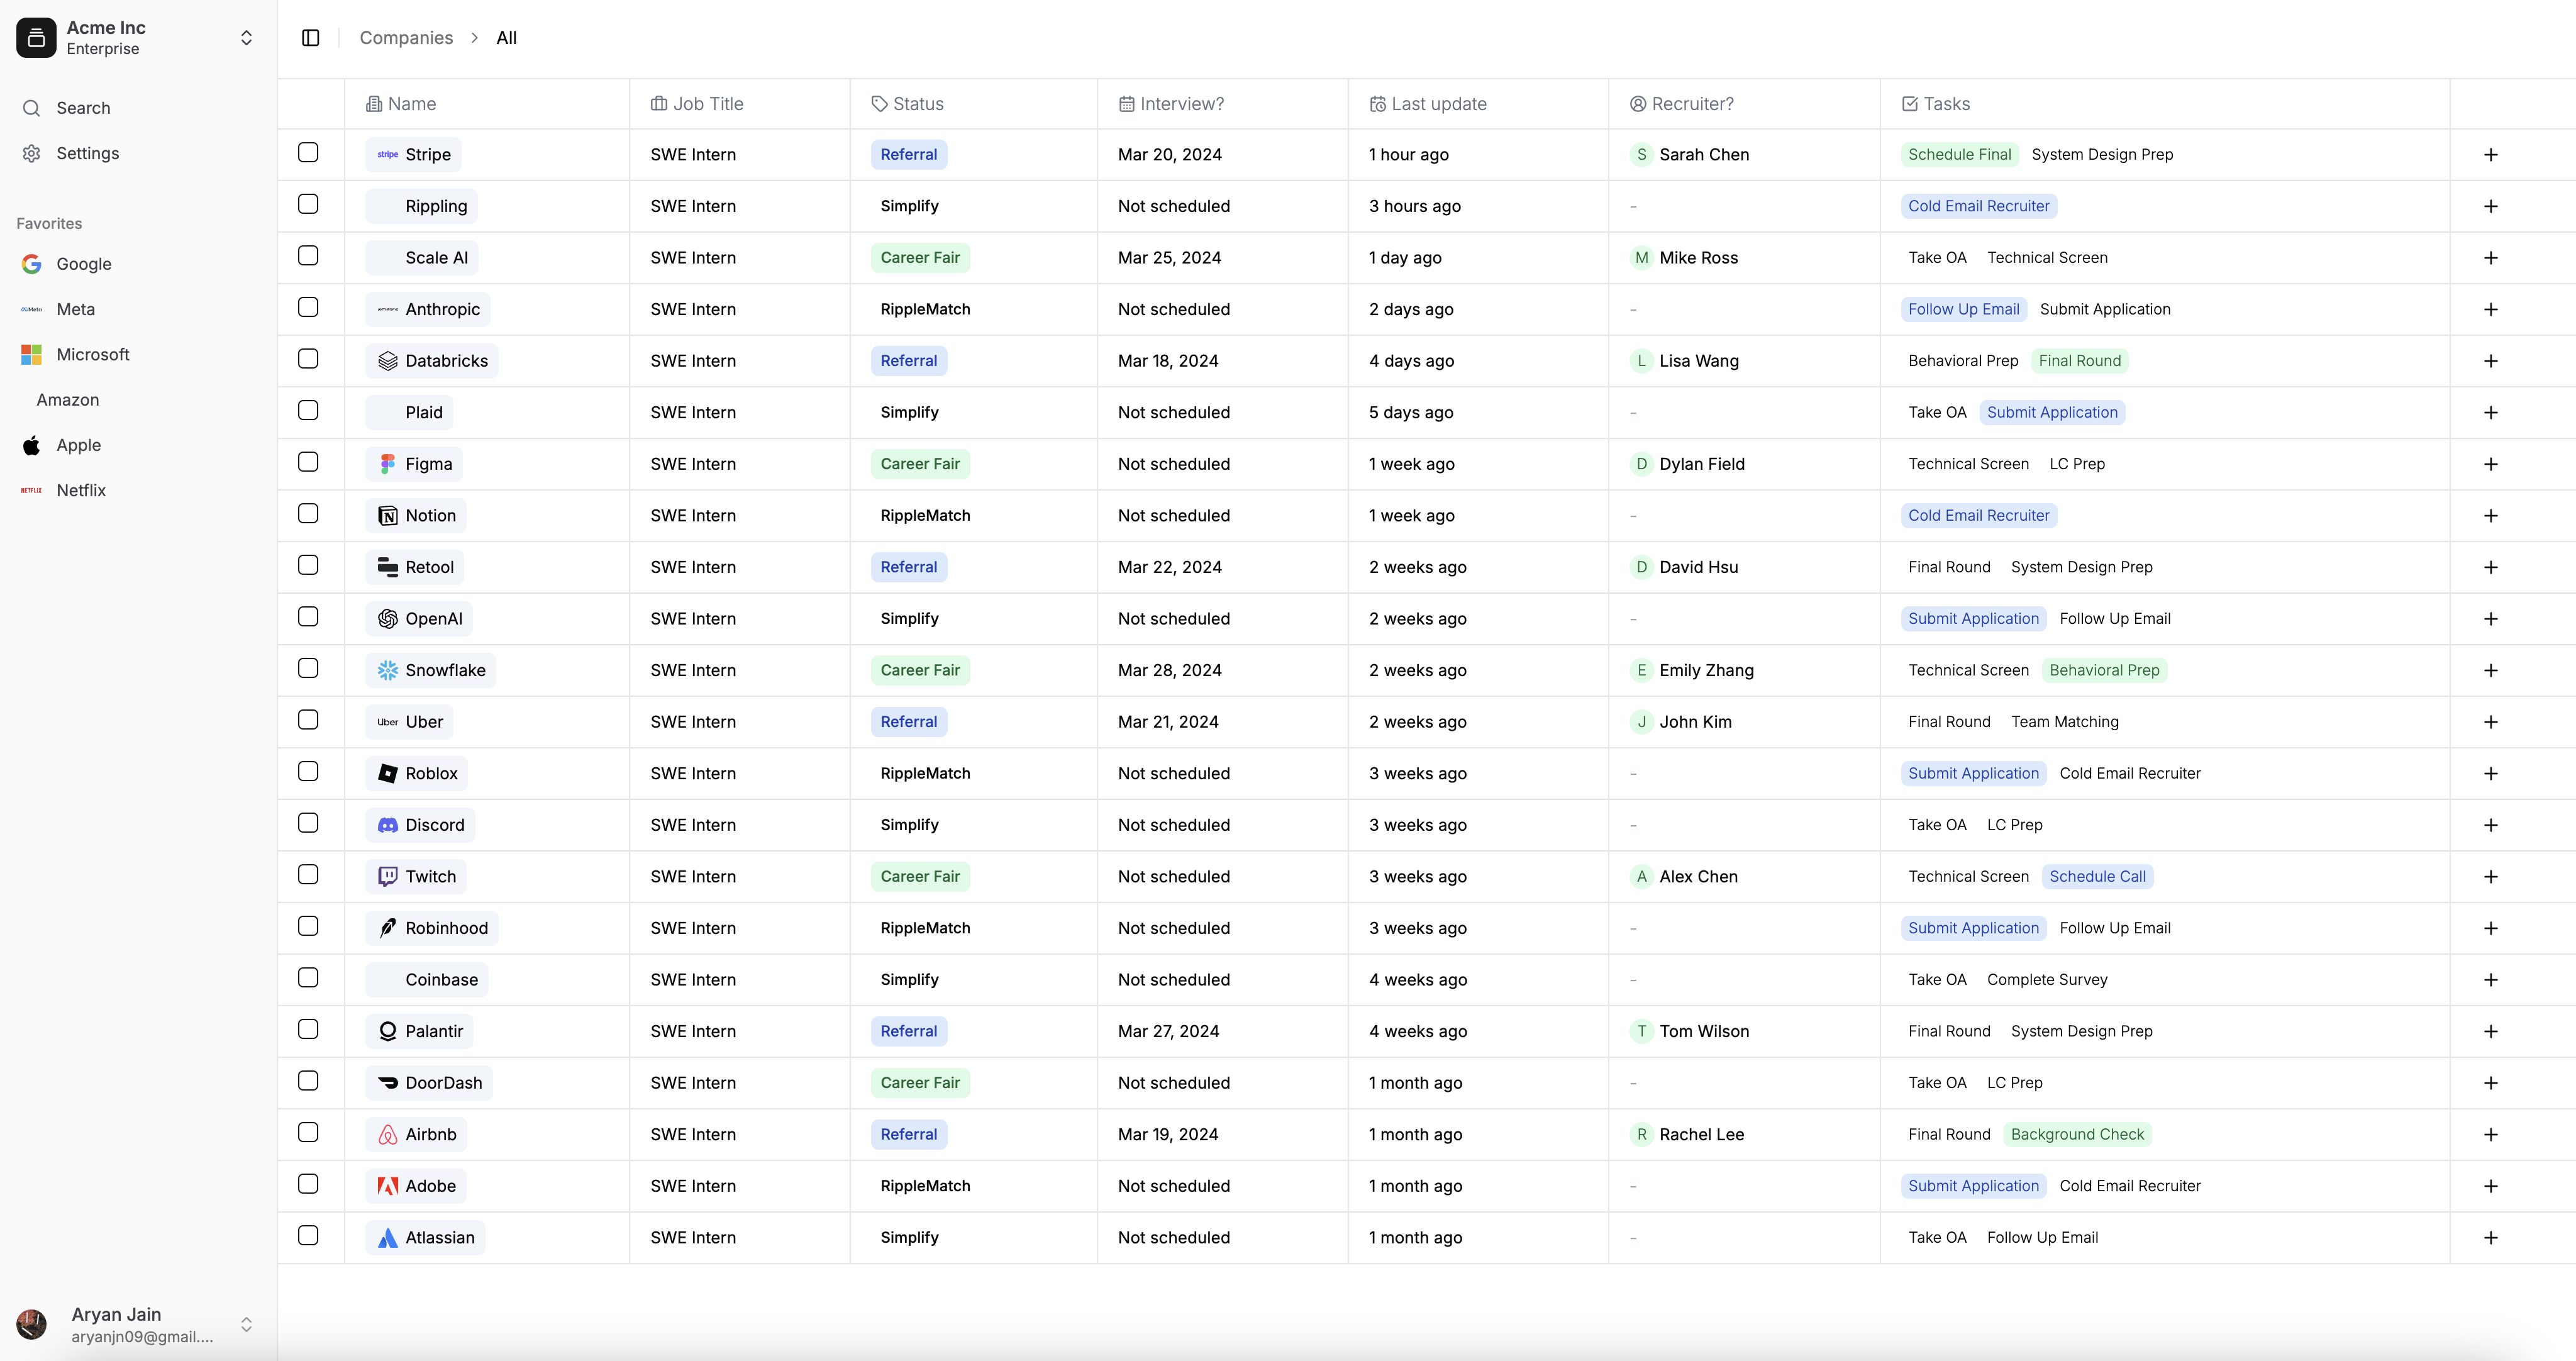 Acme Inc
Enterprise
Search
Settings
Favorites
Google
Meta Meta
Microsoft
Amazon
Apple
NETFLIX Netflix
Aryan Jain
aryanjn09@gmail....
Companies > All
Name Job Title Status Interview? Last update Recruiter? Tasks
stripe Stripe SWE Intern Referral Mar 20, 2024 1 hour ago S Sarah Chen Schedule Final System Design Prep +
Rippling SWE Intern Simplify Not scheduled 3 hours ago - Cold Email Recruiter +
Scale AI SWE Intern Career Fair Mar 25, 2024 1 day ago M Mike Ross Take OA Technical Screen +
ANTHROPIC Anthropic SWE Intern RippleMatch Not scheduled 2 days ago - Follow Up Email Submit Application +
Databricks SWE Intern Referral Mar 18, 2024 4 days ago L Lisa Wang Behavioral Prep Final Round +
Plaid SWE Intern Simplify Not scheduled 5 days ago - Take OA Submit Application +
Figma SWE Intern Career Fair Not scheduled 1 week ago D Dylan Field Technical Screen LC Prep +
N Notion SWE Intern RippleMatch Not scheduled 1 week ago - Cold Email Recruiter +
Retool SWE Intern Referral Mar 22, 2024 2 weeks ago D David Hsu Final Round System Design Prep +
OpenAI SWE Intern Simplify Not scheduled 2 weeks ago - Submit Application Follow Up Email +
Snowflake SWE Intern Career Fair Mar 28, 2024 2 weeks ago E Emily Zhang Technical Screen Behavioral Prep +
Uber Uber SWE Intern Referral Mar 21, 2024 2 weeks ago J John Kim Final Round Team Matching +
Roblox SWE Intern RippleMatch Not scheduled 3 weeks ago - Submit Application Cold Email Recruiter +
Discord SWE Intern Simplify Not scheduled 3 weeks ago - Take OA LC Prep +
Twitch SWE Intern Career Fair Not scheduled 3 weeks ago A Alex Chen Technical Screen Schedule Call +
Robinhood SWE Intern RippleMatch Not scheduled 3 weeks ago - Submit Application Follow Up Email +
Coinbase SWE Intern Simplify Not scheduled 4 weeks ago - Take OA Complete Survey +
Palantir SWE Intern Referral Mar 27, 2024 4 weeks ago T Tom Wilson Final Round System Design Prep +
DoorDash SWE Intern Career Fair Not scheduled 1 month ago - Take OA LC Prep +
Airbnb SWE Intern Referral Mar 19, 2024 1 month ago R Rachel Lee Final Round Background Check +
Adobe SWE Intern RippleMatch Not scheduled 1 month ago - Submit Application Cold Email Recruiter +
Atlassian SWE Intern Simplify Not scheduled 1 month ago - Take OA Follow Up Email +